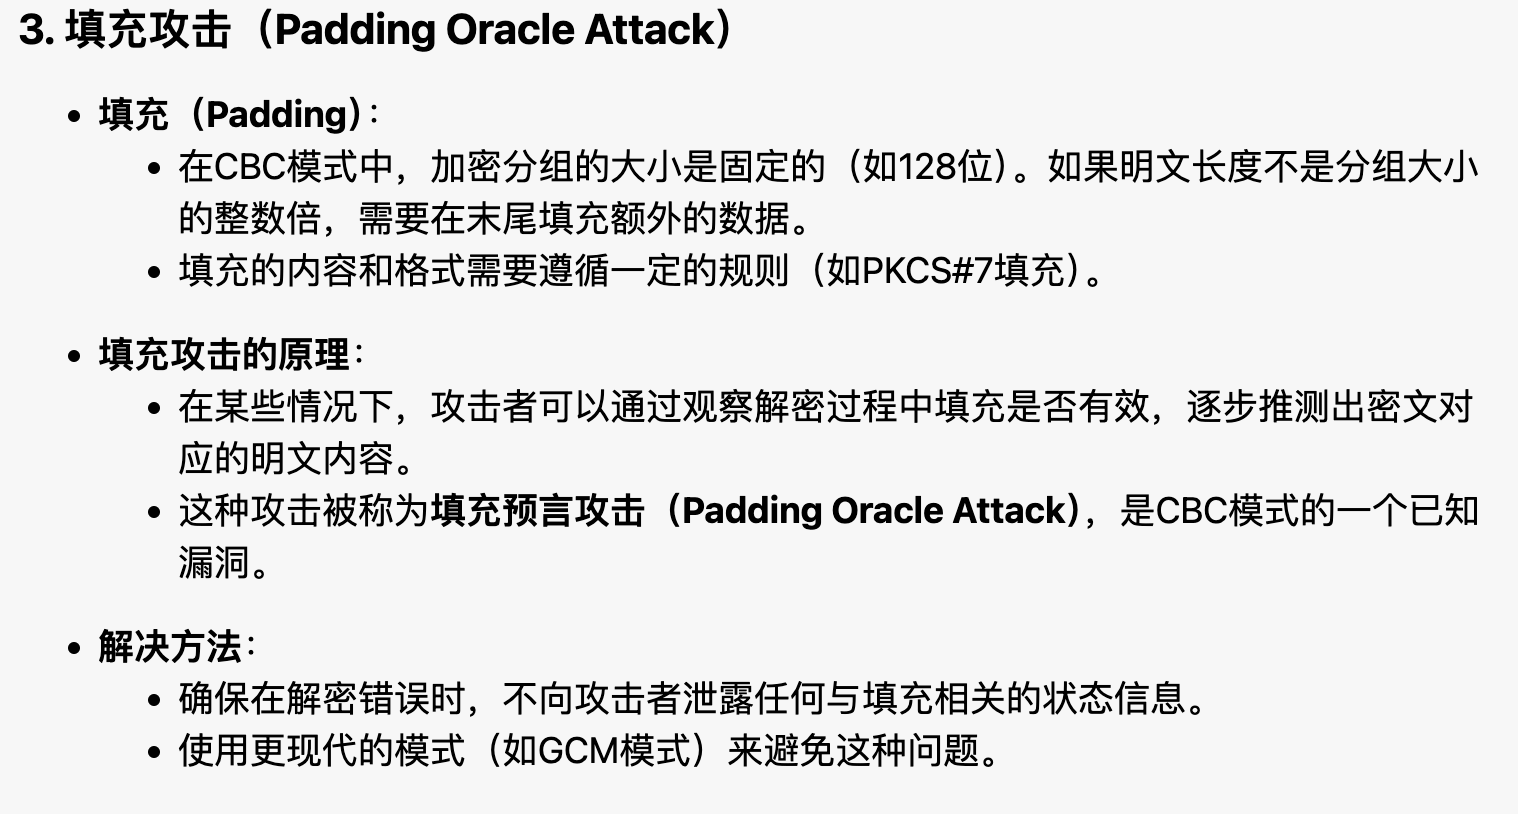 3. 填充攻击（Padding Oracle Attack）
• 填充（Padding）：
• 在CBC模式中，加密分组的大小是固定的（如128位）。如果明文长度不是分组大小
的整数倍，需要在末尾填充额外的数据。
• 填充的内容和格式需要遵循一定的规则（如PKCS#7填充）。
• 填充攻击的原理：
• 在某些情况下，攻击者可以通过观察解密过程中填充是否有效，逐步推测出密文对
应的明文内容。
• 这种攻击被称为填充预言攻击（Padding Oracle Attack），是CBC模式的一个已知
漏洞。
• 解决方法：
• 确保在解密错误时，不向攻击者泄露任何与填充相关的状态信息。
• 使用更现代的模式（如GCM模式）来避免这种问题。